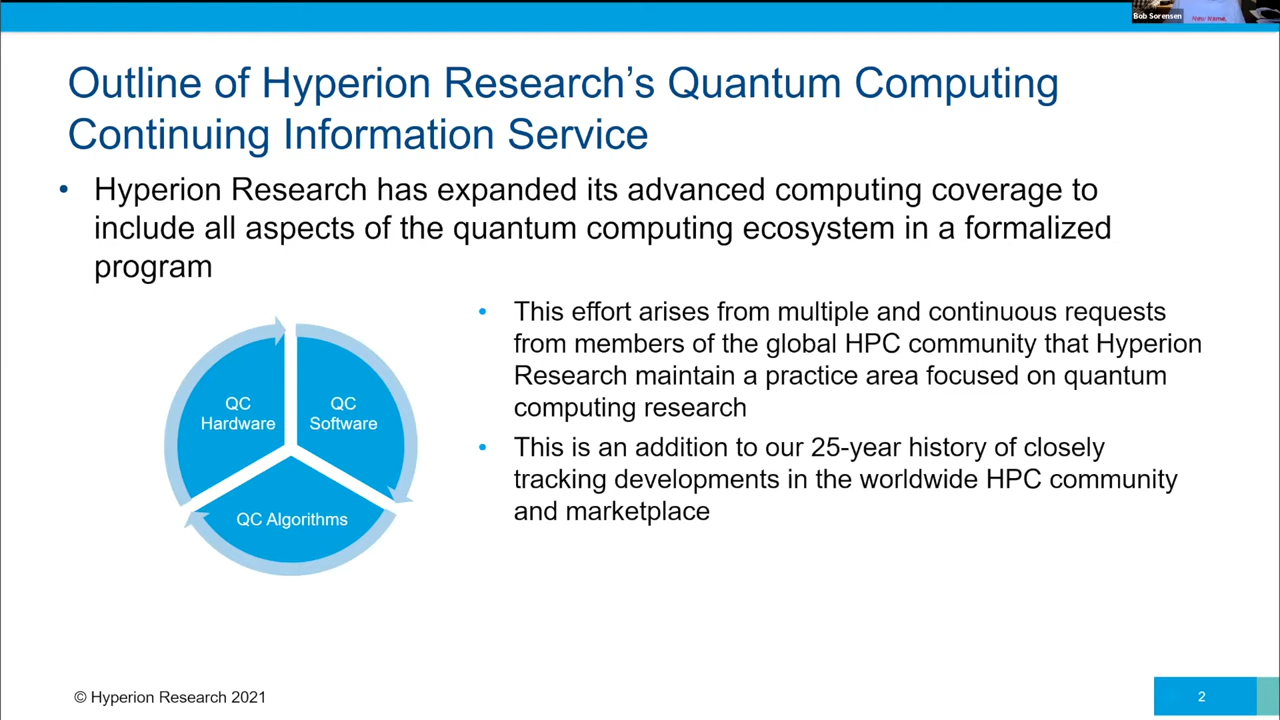 Bob Sorensen
Outline of Hyperion Research's Quantum Computing
Continuing Information Service
• Hyperion Research has expanded its advanced computing coverage to
include all aspects of the quantum computing ecosystem in a formalized
program
QC
Hardware
QC
Software
QC Algorithms
• This effort arises from multiple and continuous requests
from members of the global HPC community that Hyperion
Research maintain a practice area focused on quantum
computing research
• This is an addition to our 25-year history of closely
tracking developments in the worldwide HPC community
and marketplace
© Hyperion Research 2021
2